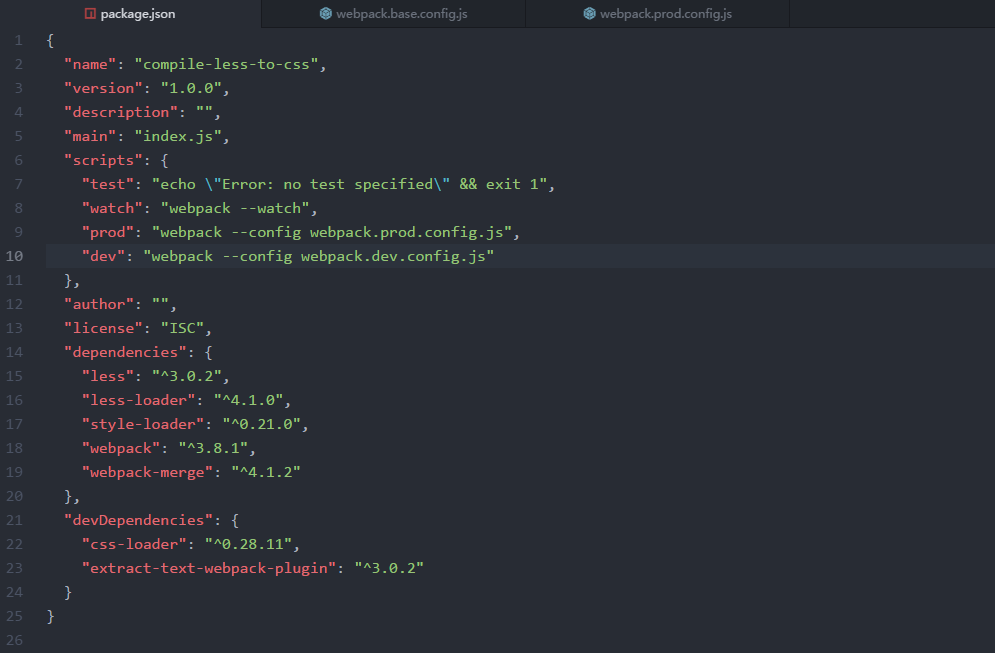 package.json webpack.base.config.js webpack.prod.config.js
1 {
2 "name": "compile-less-to-css",
3 "version": "1.0.0",
4 "description": "",
5 "main": "index.js",
6 "scripts": {
7 "test": "echo \"Error: no test specified\" && exit 1",
8 "watch": "webpack --watch",
9 "prod": "webpack --config webpack.prod.config.js",
10 "dev": "webpack --config webpack.dev.config.js"
11 },
12 "author": "",
13 "license": "ISC",
14 "dependencies": {
15 "less": "^3.0.2",
16 "less-loader": "^4.1.0",
17 "style-loader": "^0.21.0",
18 "webpack": "^3.8.1",
19 "webpack-merge": "^4.1.2"
20 },
21 "devDependencies": {
22 "css-loader": "^0.28.11",
23 "extract-text-webpack-plugin": "^3.0.2"
24 }
25 }
26